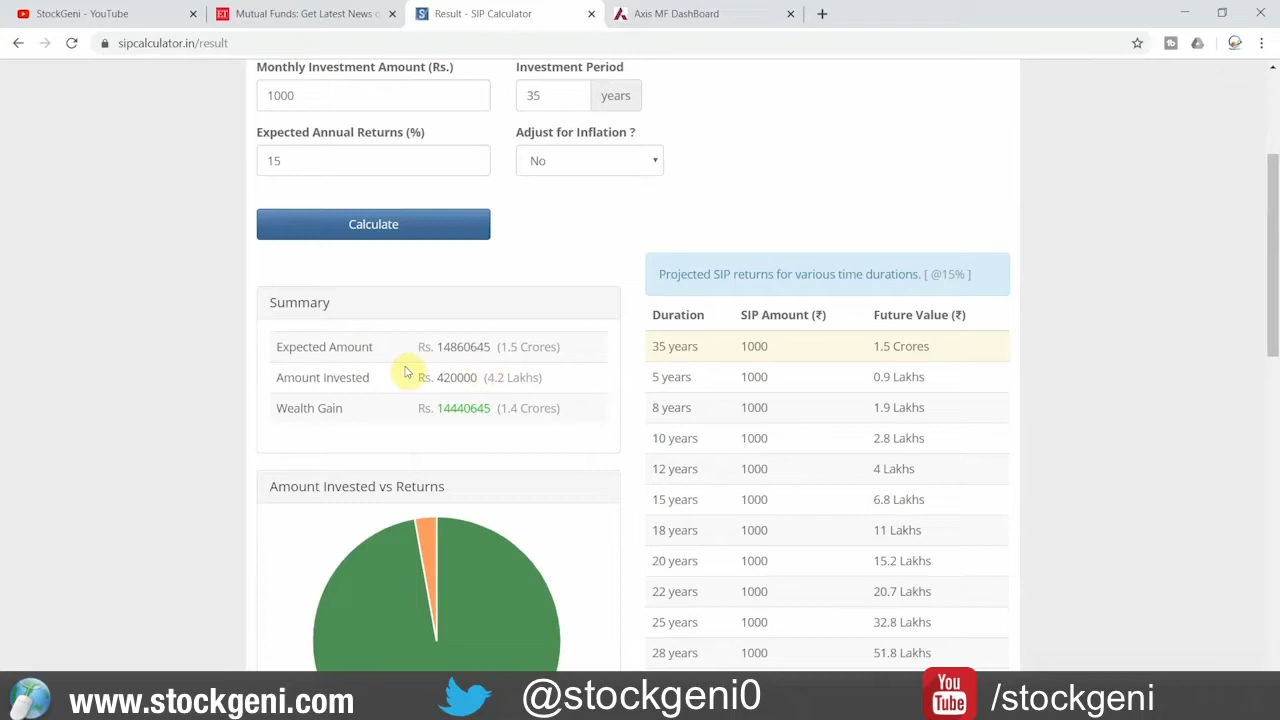 StockGeni - YouTube
Mutual Funds: Get Latest News o
Result - SIP Calculator
Axis MF DashBoard
sipcalculator.in/result
Monthly Investment Amount (Rs.)
Investment Period
1000
35
years
Expected Annual Returns (%)
Adjust for Inflation ?
15
No
Calculate
Projected SIP returns for various time durations. [ @15% ]
Summary
Expected Amount Rs. 14860645 (1.5 Crores)
Amount Invested Rs. 420000 (4.2 Lakhs)
Wealth Gain Rs. 14440645 (1.4 Crores)
Amount Invested vs Returns
Duration SIP Amount (₹) Future Value (₹)
35 years 1000 1.5 Crores
5 years 1000 0.9 Lakhs
8 years 1000 1.9 Lakhs
10 years 1000 2.8 Lakhs
12 years 1000 4 Lakhs
15 years 1000 6.8 Lakhs
18 years 1000 11 Lakhs
20 years 1000 15.2 Lakhs
22 years 1000 20.7 Lakhs
25 years 1000 32.8 Lakhs
28 years 1000 51.8 Lakhs
www.stockgeni.com
@stockgeni0
You
Tube
/stockgeni